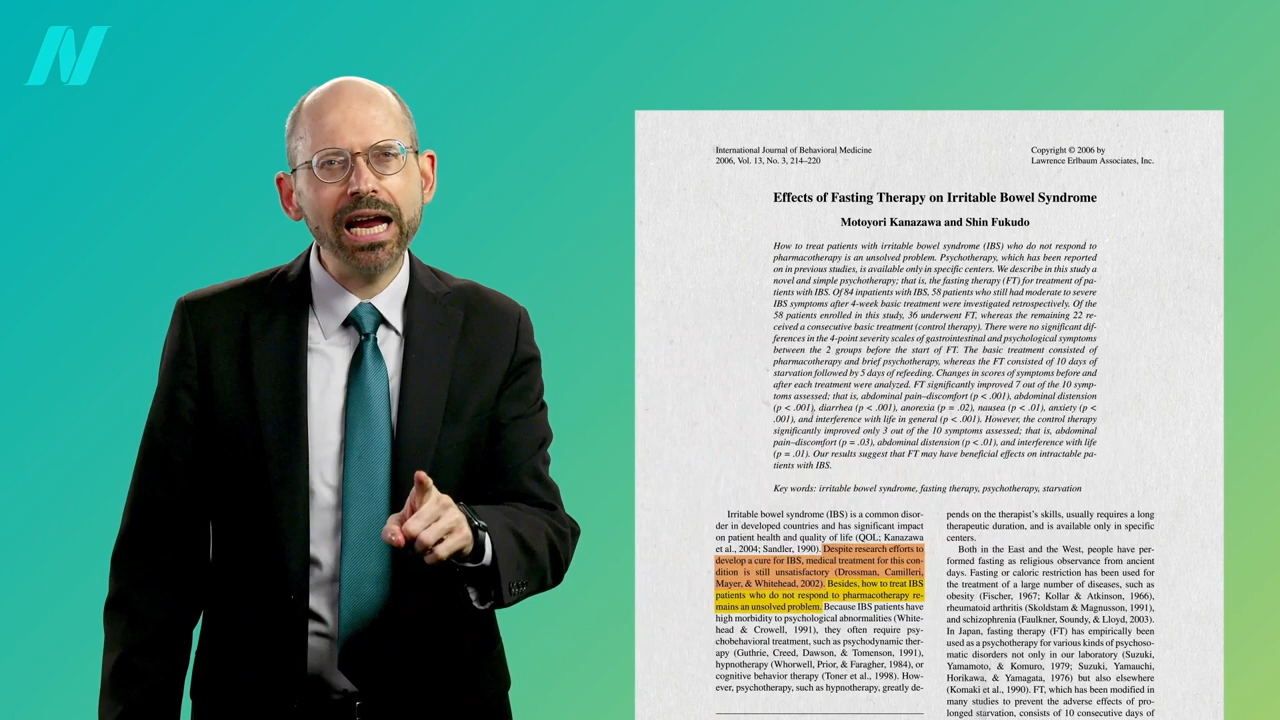 International Journal of Behavioral Medicine
2006, Vol. 13, No. 3, 214–220
Copyright © 2006 by
Lawrence Erlbaum Associates, Inc.
Effects of Fasting Therapy on Irritable Bowel Syndrome
Motoyori Kanazawa and Shin Fukudo
How to treat patients with irritable bowel syndrome (IBS) who do not respond to
pharmacotherapy is an unsolved problem. Psychotherapy, which has been reported
on in previous studies, is available only in specific centers. We describe in this study a
novel and simple psychotherapy; that is, the fasting therapy (FT) for treatment of pa-
tients with IBS. Of 84 inpatients with IBS, 58 patients who still had moderate to severe
IBS symptoms after 4-week basic treatment were investigated retrospectively. Of the
58 patients enrolled in this study, 36 underwent FT, whereas the remaining 22 re-
ceived a consecutive basic treatment (control therapy). There were no significant dif-
ferences in the 4-point severity scales of gastrointestinal and psychological symptoms
between the 2 groups before the start of FT. The basic treatment consisted of
pharmacotherapy and brief psychotherapy, whereas the FT consisted of 10 days of
starvation followed by 5 days of refeeding. Changes in scores of symptoms before and
after each treatment were analyzed. FT significantly improved 7 out of the 10 symp-
toms assessed; that is, abdominal pain–discomfort (p < .001), abdominal distension
(p < .001), diarrhea (p < .001), anorexia (p = .02), nausea (p < .01), anxiety (p <
.001), and interference with life in general (p < .001). However, the control therapy
significantly improved only 3 out of the 10 symptoms assessed; that is, abdominal
pain–discomfort (p = .03), abdominal distension (p < .01), and interference with life
(p = .01). Our results suggest that FT may have beneficial effects on intractable pa-
tients with IBS.
Key words: irritable bowel syndrome, fasting therapy, psychotherapy, starvation
Irritable bowel syndrome (IBS) is a common disor-
der in developed countries and has significant impact
on patient health and quality of life (QOL; Kanazawa
et al., 2004; Sandler, 1990). Despite research efforts to
develop a cure for IBS, medical treatment for this con-
dition is still unsatisfactory (Drossman, Camilleri,
Mayer, & Whitehead, 2002). Besides, how to treat IBS
patients who do not respond to pharmacotherapy re-
mains an unsolved problem. Because IBS patients have
high morbidity to psychological abnormalities (White-
head & Crowell, 1991), they often require psy-
chobehavioral treatment, such as psychodynamic ther-
apy (Guthrie, Creed, Dawson, & Tomenson, 1991),
hypnotherapy (Whorwell, Prior, & Faragher, 1984), or
cognitive behavior therapy (Toner et al., 1998). How-
ever, psychotherapy, such as hypnotherapy, greatly de-
pends on the therapist's skills, usually requires a long
therapeutic duration, and is available only in specific
centers.
Both in the East and the West, people have per-
formed fasting as religious observance from ancient
days. Fasting or caloric restriction has been used for
the treatment of a large number of diseases, such as
obesity (Fischer, 1967; Kollar & Atkinson, 1966),
rheumatoid arthritis (Skoldstam & Magnusson, 1991),
and schizophrenia (Faulkner, Soundy, & Lloyd, 2003).
In Japan, fasting therapy (FT) has empirically been
used as a psychotherapy for various kinds of psychoso-
matic disorders not only in our laboratory (Suzuki,
Yamamoto, & Komuro, 1979; Suzuki, Yamauchi,
Horikawa, & Yamagata, 1976) but also elsewhere
(Komaki et al., 1990). FT, which has been modified in
many studies to prevent the adverse effects of pro-
longed starvation, consists of 10 consecutive days of